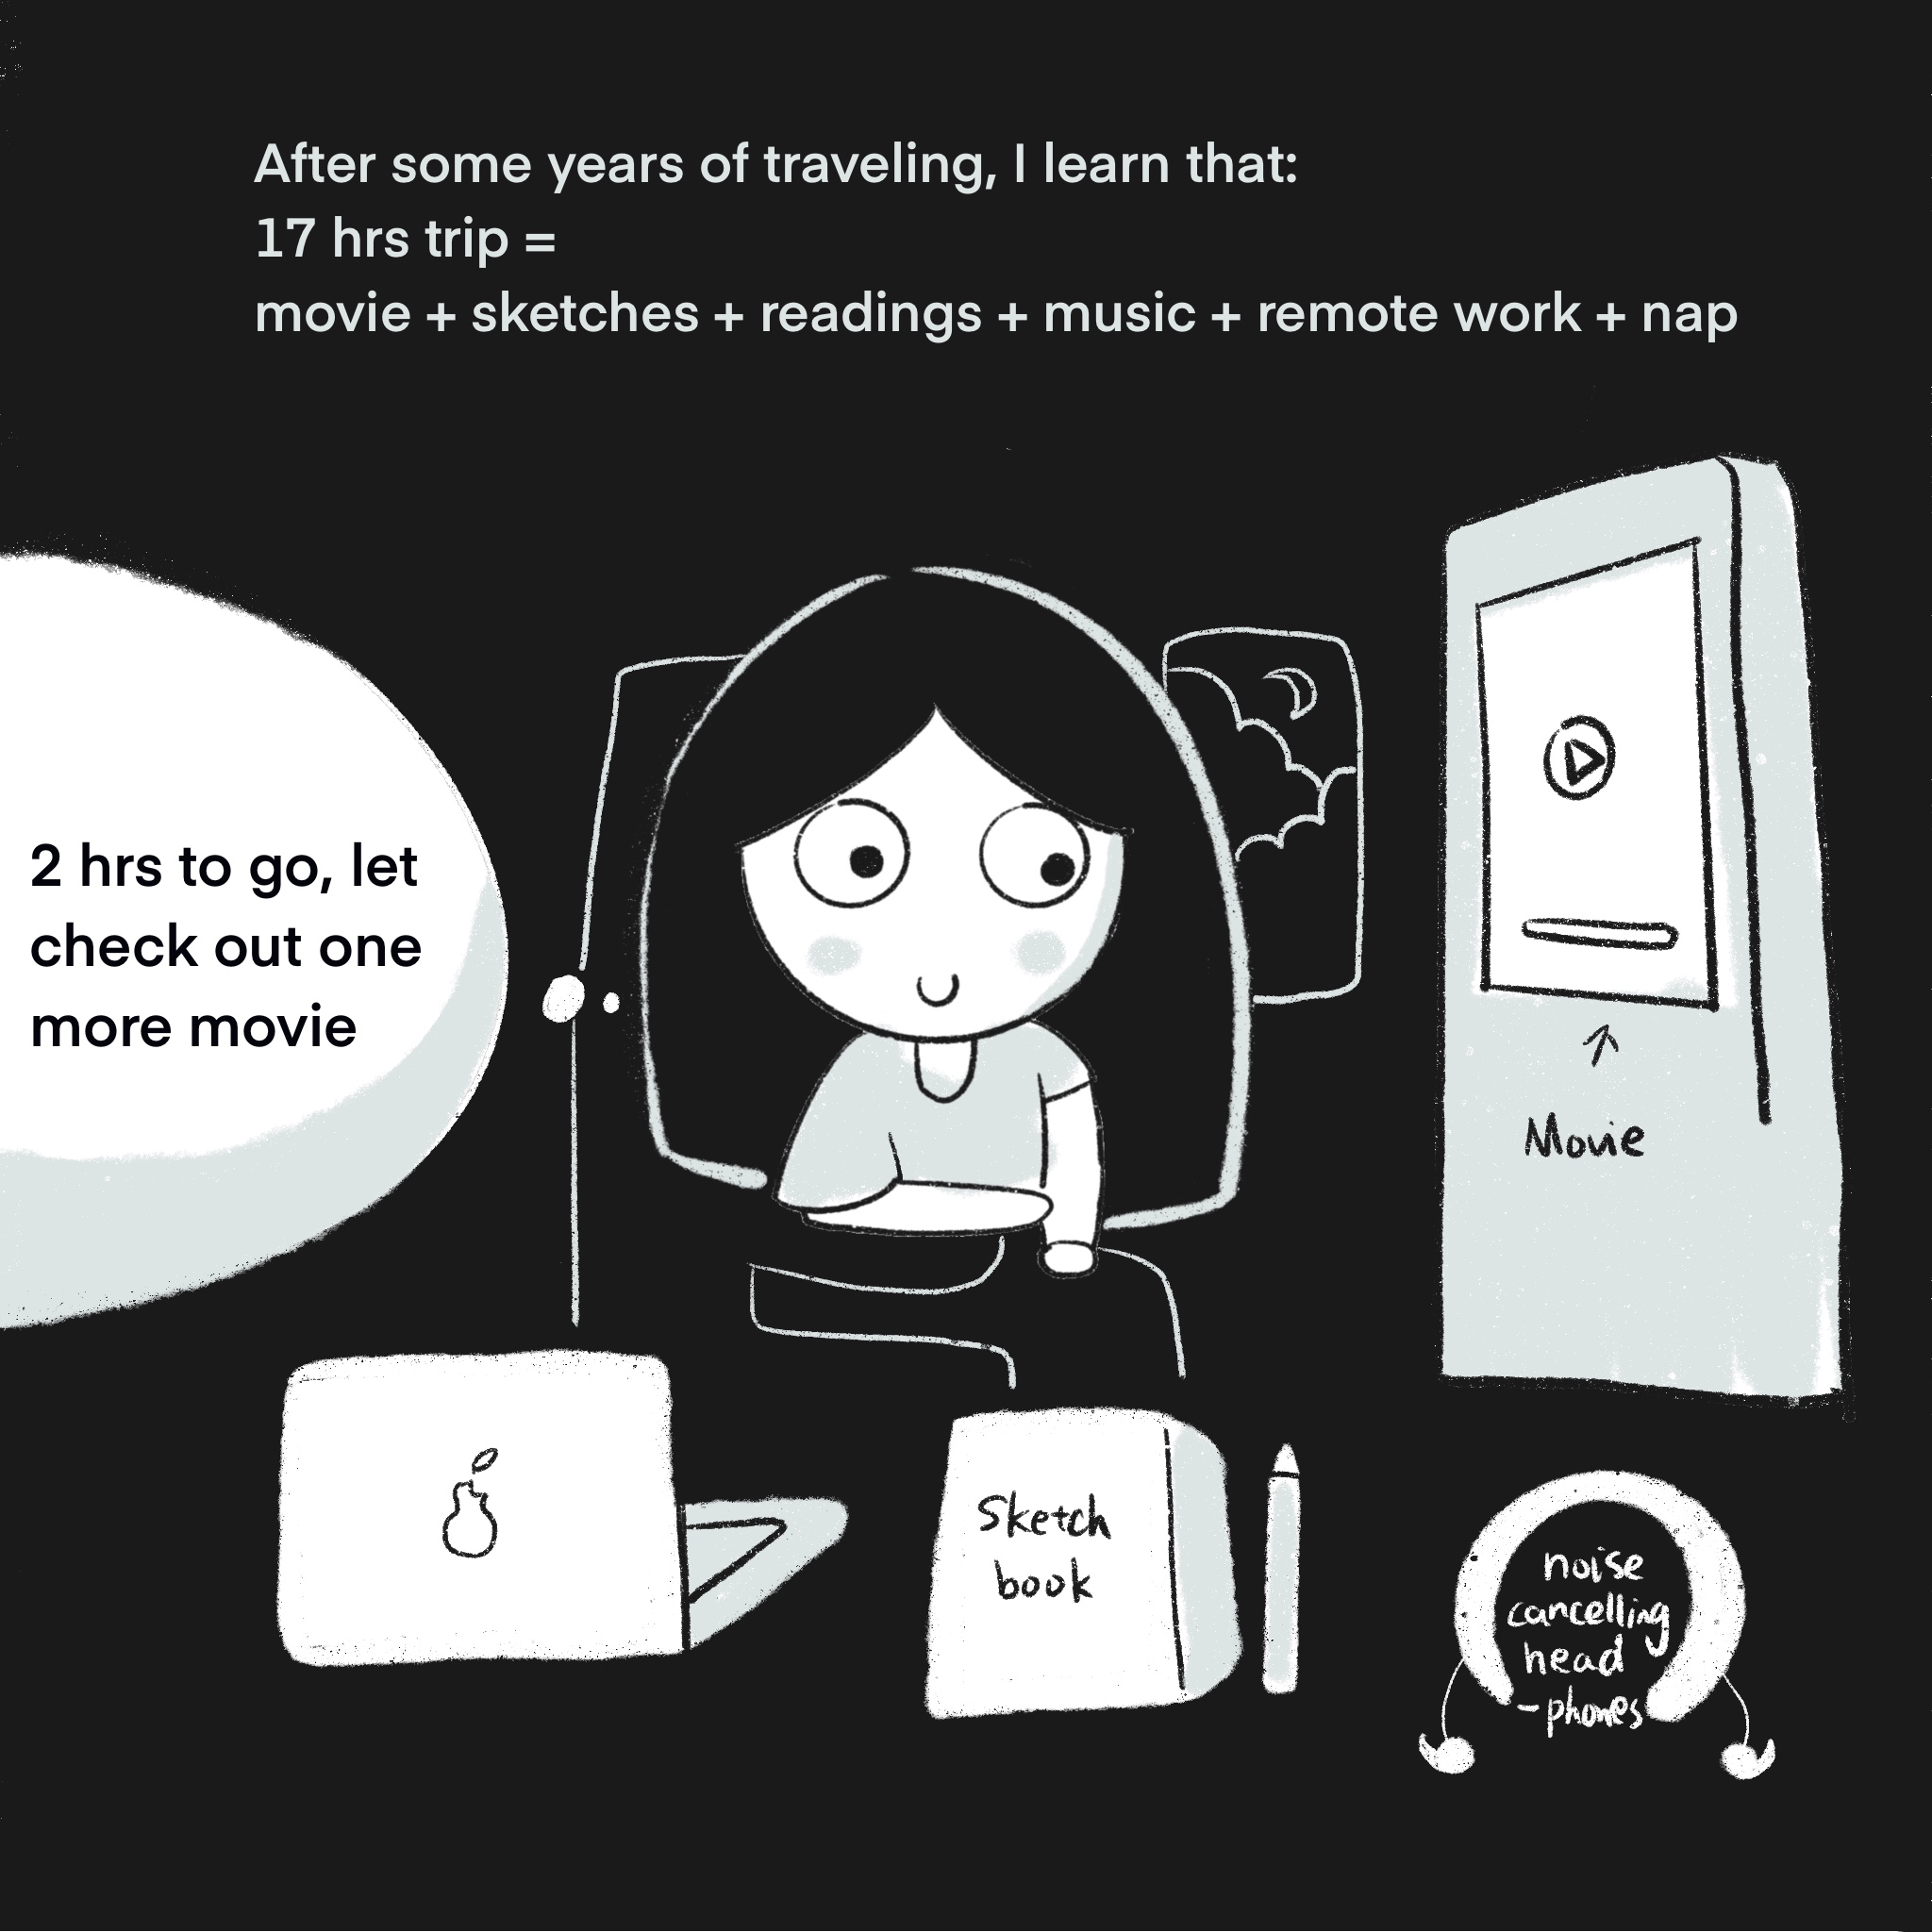 After some years of traveling, I learn that:
17 hrs trip =
movie + sketches + readings + music + remote work + nap
2 hrs to go, let
check out one
more movie
Movie
Sketch
book
noise
cancelling
head
-phones